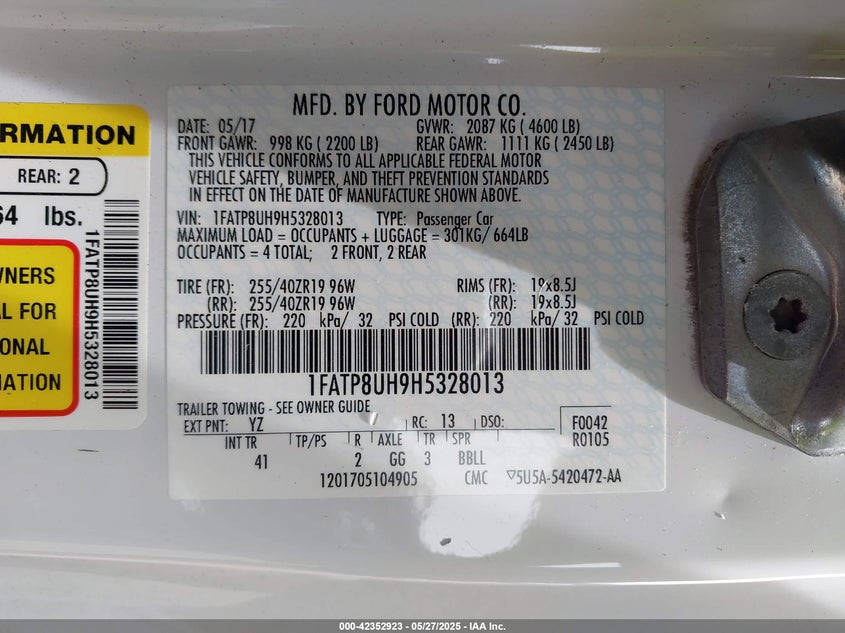 RMATION
REAR: 2
64 lbs.
1FATP8UH9H5328013
WNERS
AL FOR
ONAL
MATION
MFD. BY FORD MOTOR CO.
DATE: 05/17 GVWR: 2087 KG ( 4600 LB)
FRONT GAWR: 998 KG ( 2200 LB) REAR GAWR: 1111 KG ( 2450 LB)
THIS VEHICLE CONFORMS TO ALL APPLICABLE FEDERAL MOTOR
VEHICLE SAFETY, BUMPER, AND THEFT PREVENTION STANDARDS
IN EFFECT ON THE DATE OF MANUFACTURE SHOWN ABOVE.
VIN: 1FATP8UH9H5328013 TYPE: Passenger Car
MAXIMUM LOAD = OCCUPANTS + LUGGAGE = 301KG/ 664LB
OCCUPANTS = 4 TOTAL; 2 FRONT, 2 REAR
TIRE (FR): 255/40ZR19 96W RIMS (FR): 19x8.5J
(RR): 255/40ZR19 96W (RR): 19x8.5J
PRESSURE (FR): 220 kPa/ 32 PSI COLD (RR): 220 kPa/ 32 PSI COLD
1FATP8UH9H5328013
TRAILER TOWING - SEE OWNER GUIDE
EXT PNT: YZ RC: 13 DSO: F0042
R0105
INT TR TP/PS R AXLE TR SPR
41 2 GG 3 BBLL
1201705104905 CMC ▽5U5A-5420472-AA
000-42352923 - 05/27/2025 - IAA Inc.